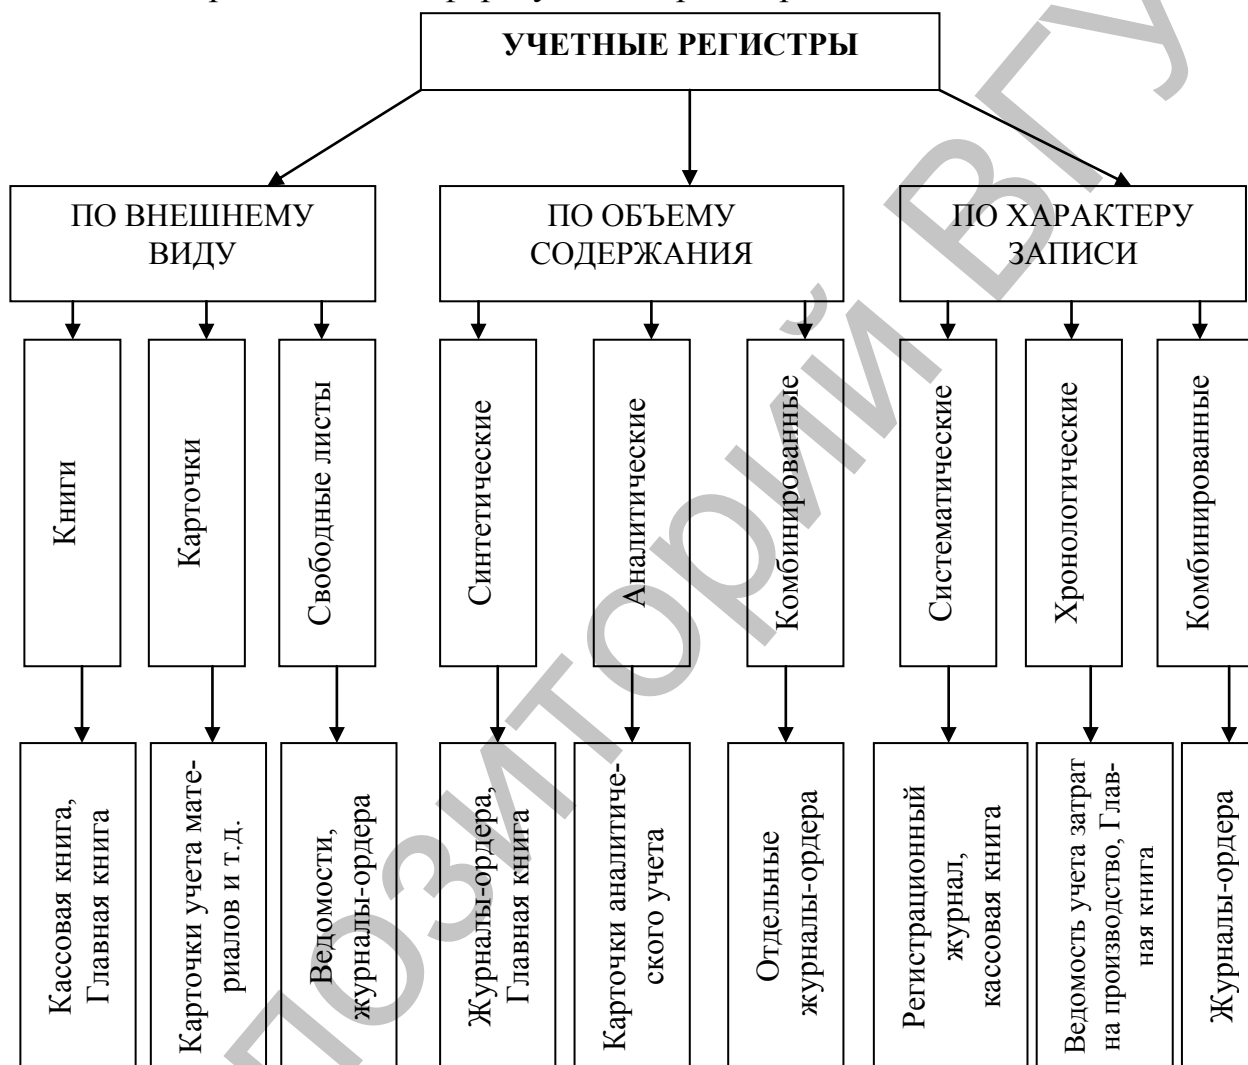 УЧЕТНЫЕ РЕГИСТРЫ
ПО ВНЕШНЕМУ
ВИДУ
ПО ОБЪЕМУ
СОДЕРЖАНИЯ
ПО ХАРАКТЕРУ
ЗАПИСИ
Книги
Карточки
Свободные листы
Синтетические
Аналитические
Комбинированные
Систематические
Хронологические
Комбинированные
Кассовая книга,
Главная книга
Карточки учета мате-
риалов и т.д.
Ведомости,
журналы-ордера
Журналы-ордера,
Главная книга
Карточки аналитиче-
ского учета
Отдельные
журналы-ордера
Регистрационный
журнал,
кассовая книга
Ведомость учета затрат
на производство, Глав-
ная книга
Журналы-ордера
позиторий ВГУ